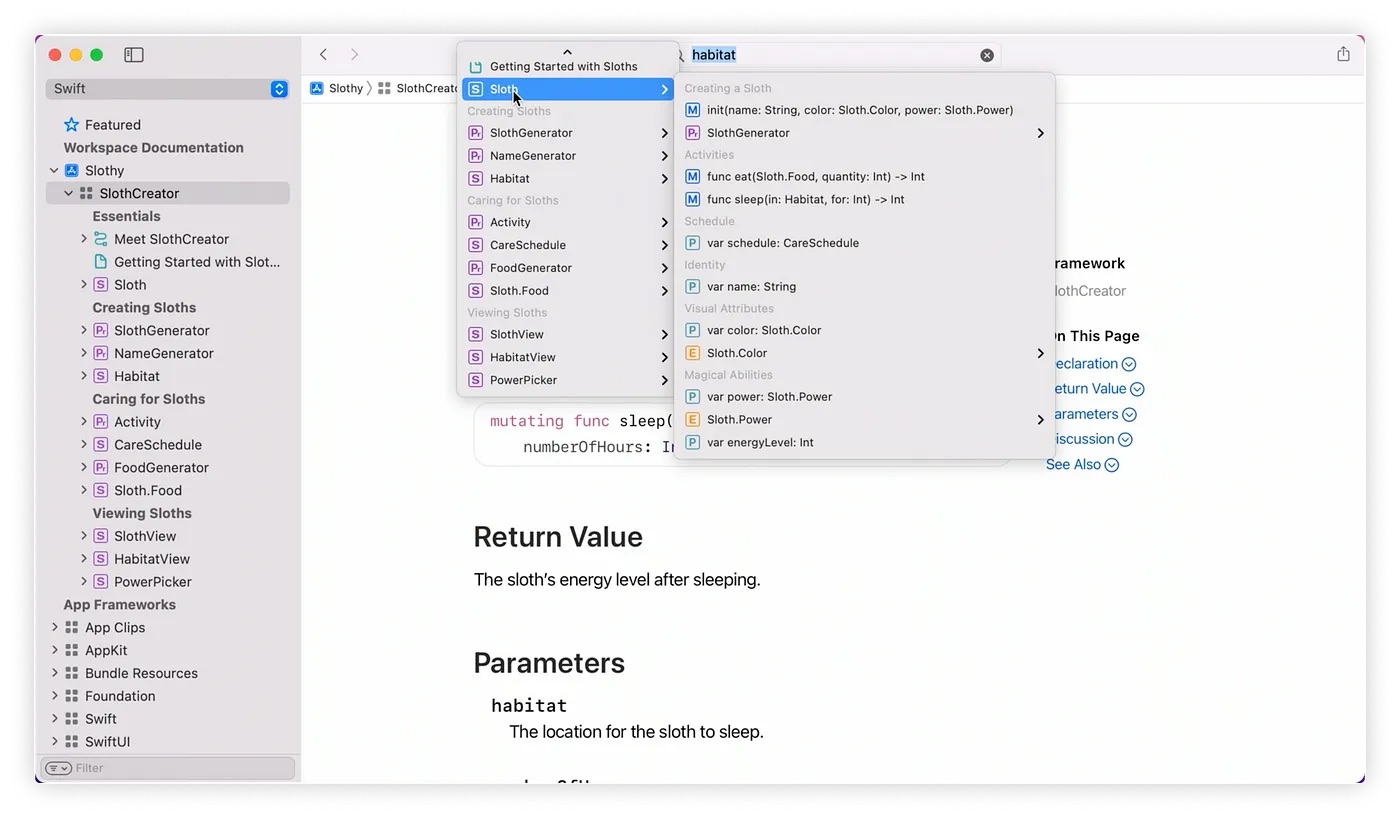 Swift
Featured
Workspace Documentation
Slothy
SlothCreator
Essentials
Meet SlothCreator
Getting Started with Slot...
S Sloth
Creating Sloths
Pr SlothGenerator
Pr NameGenerator
S Habitat
Caring for Sloths
Pr Activity
S CareSchedule
Pr FoodGenerator
S Sloth.Food
Viewing Sloths
S SlothView
S HabitatView
S PowerPicker
App Frameworks
App Clips
AppKit
Bundle Resources
Foundation
Swift
SwiftUI
Filter
habitat
Slothy
SlothCreato
Getting Started with Sloths
S Sloth
Creating Sloths
Pr SlothGenerator
Pr NameGenerator
S Habitat
Caring for Sloths
Pr Activity
S CareSchedule
Pr FoodGenerator
S Sloth.Food
Viewing Sloths
S SlothView
S HabitatView
S PowerPicker
Creating a Sloth
M init(name: String, color: Sloth.Color, power: Sloth.Power)
Pr SlothGenerator
Activities
M func eat(Sloth.Food, quantity: Int) -> Int
M func sleep(in: Habitat, for: Int) -> Int
Schedule
P var schedule: CareSchedule
Identity
P var name: String
Visual Attributes
P var color: Sloth.Color
E Sloth.Color
Magical Abilities
P var power: Sloth.Power
E Sloth.Power
P var energyLevel: Int
mutating func sleep(
numberOfHours: In
Return Value
The sloth’s energy level after sleeping.
Parameters
habitat
The location for the sloth to sleep.
ramework
lothCreator
n This Page
eclaration
eturn Value
arameters
iscussion
See Also